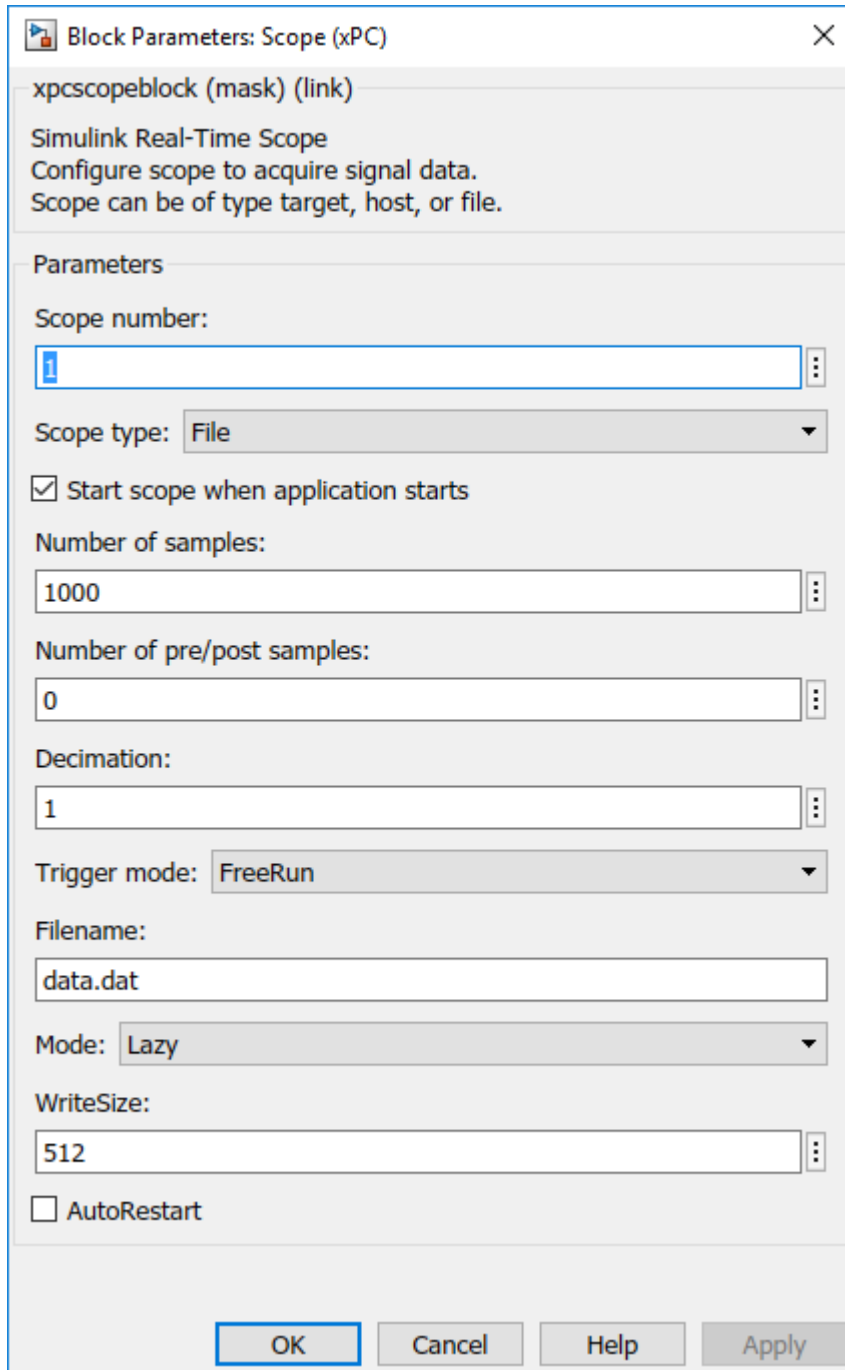 Block Parameters: Scope (xPC)
xpcscopeblock (mask) (link)
Simulink Real-Time Scope
Configure scope to acquire signal data.
Scope can be of type target, host, or file.
Parameters
Scope number:
1
Scope type: File
Start scope when application starts
Number of samples:
1000
Number of pre/post samples:
0
Decimation:
1
Trigger mode: FreeRun
Filename:
data.dat
Mode: Lazy
WriteSize:
512
AutoRestart
OK Cancel Help Apply